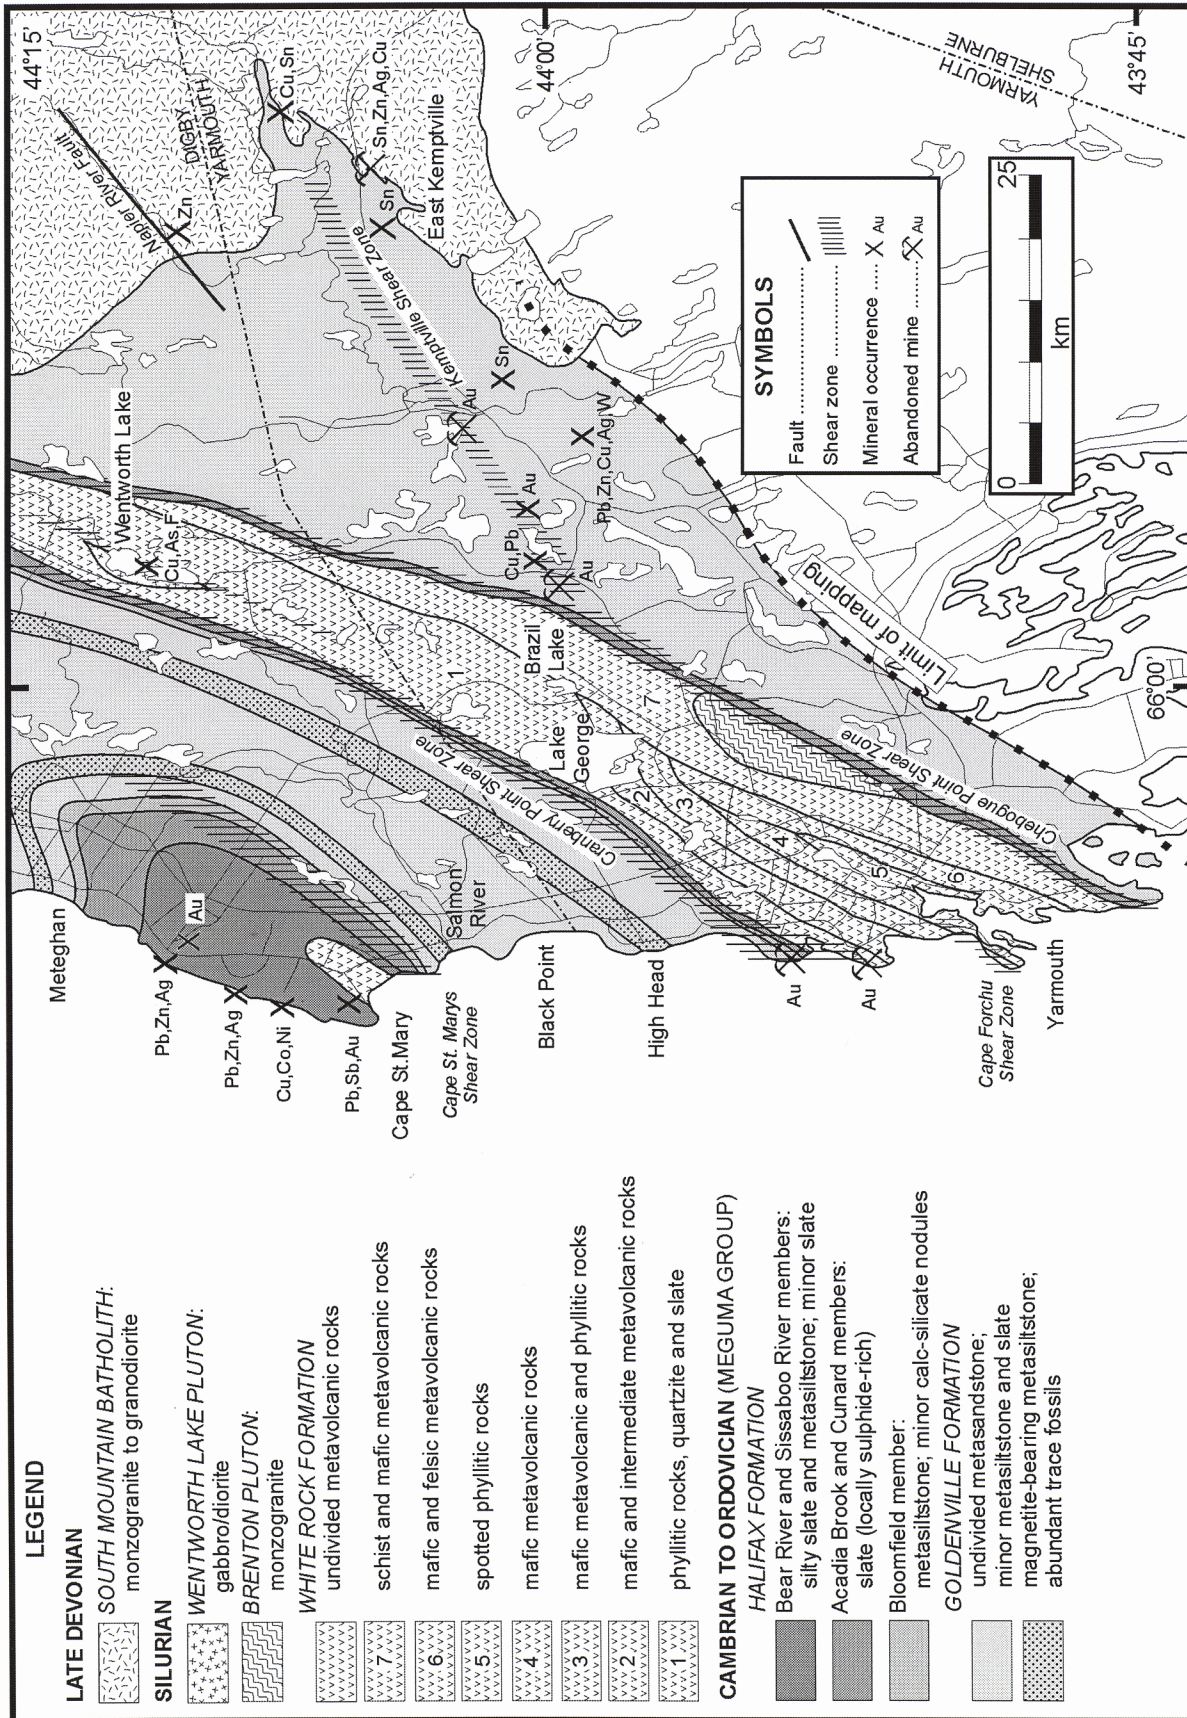 LEGEND
LATE DEVONIAN
SOUTH MOUNTAIN BATHOLITH:
monzogranite to granodiorite
SILURIAN
WENTWORTH LAKE PLUTON:
gabbro/diorite
BRENTON PLUTON:
monzogranite
WHITE ROCK FORMATION
undivided metavolcanic rocks
7 schist and mafic metavolcanic rocks
6 mafic and felsic metavolcanic rocks
5 spotted phyllitic rocks
4 mafic metavolcanic rocks
3 mafic metavolcanic and phyllitic rocks
2 mafic and intermediate metavolcanic rocks
1 phyllitic rocks, quartzite and slate
CAMBRIAN TO ORDOVICIAN (MEGUMA GROUP)
HALIFAX FORMATION
Bear River and Sissaboo River members:
silty slate and metasiltstone; minor slate
Acadia Brook and Cunard members:
slate (locally sulphide-rich)
Bloomfield member:
metasiltstone; minor calc-silicate nodules
GOLDENVILLE FORMATION
undivided metasandstone;
minor metasiltstone and slate
magnetite-bearing metasiltstone;
abundant trace fossils
Meteghan
Pb,Zn,Ag
Au
Pb,Zn,Ag
Cu,Co,Ni
Pb,Sb,Au
Cape St.Mary
Cape St. Marys
Shear Zone
Salmon
River
Black Point
High Head
Au
Au
Cape Forchu
Shear Zone
Yarmouth
Cranberry Point Shear Zone
Chebogue Point Shear Zone
1
2
3
4
5
6
7
Lake
George
Brazil
Lake
Wentworth Lake
Cu,As,F
Cu,Pb
Au
Au
Au
Pb,Zn,Cu,Ag,W
Sn
Kemptville Shear Zone
Sn
Sn,Zn,Ag,Cu
East Kemptville
Cu,Sn
Zn
Napier River Fault
DIGBY
YARMOUTH
44°15'
44°00'
43°45'
66°00'
YARMOUTH
SHELBURNE
Limit of mapping
SYMBOLS
Fault ....................
Shear zone ..............
Mineral occurrence .... Au
Abandoned mine ........ Au
0 25
km